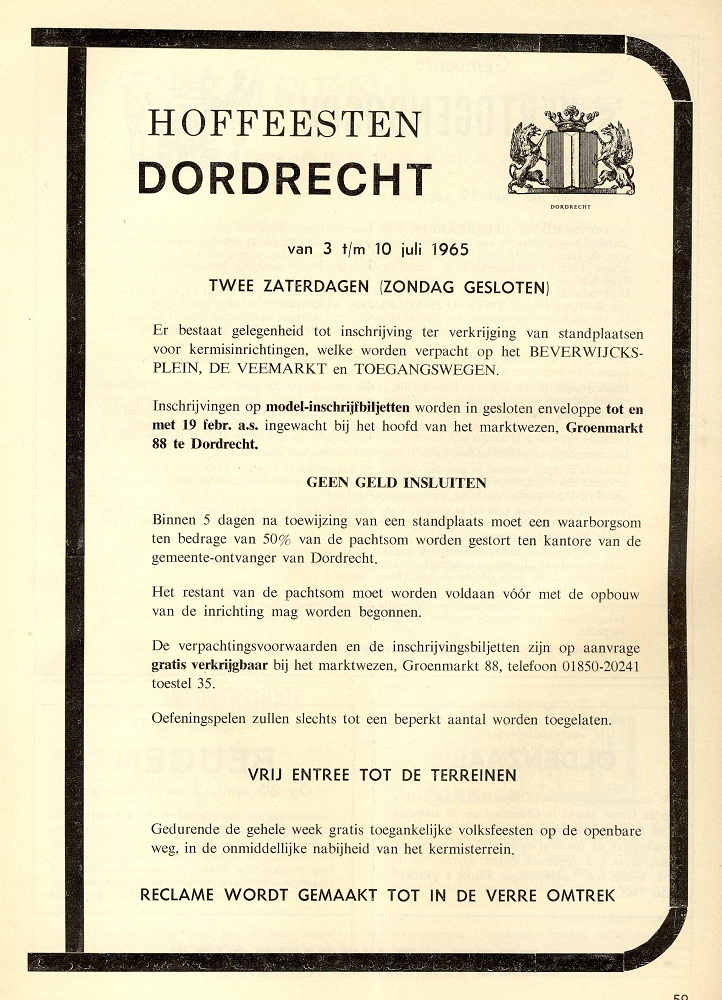 HOFFEESTEN
DORDRECHT
DORDRECHT
van 3 t/m 10 juli 1965
TWEE ZATERDAGEN (ZONDAG GESLOTEN)
Er bestaat gelegenheid tot inschrijving ter verkrijging van standplaatsen
voor kermisinrichtingen, welke worden verpacht op het BEVERWIJCKS-
PLEIN, DE VEEMARKT en TOEGANGSWEGEN.
Inschrijvingen op model-inschrijfbiljetten worden in gesloten enveloppe tot en
met 19 febr. a.s. ingewacht bij het hoofd van het marktwezen, Groenmarkt
88 te Dordrecht.
GEEN GELD INSLUITEN
Binnen 5 dagen na toewijzing van een standplaats moet een waarborgsom
ten bedrage van 50% van de pachtsom worden gestort ten kantore van de
gemeente-ontvanger van Dordrecht.
Het restant van de pachtsom moet worden voldaan vóór met de opbouw
van de inrichting mag worden begonnen.
De verpachtingsvoorwaarden en de inschrijvingsbiljetten zijn op aanvrage
gratis verkrijgbaar bij het marktwezen, Groenmarkt 88, telefoon 01850-20241
toestel 35.
Oefeningspelen zullen slechts tot een beperkt aantal worden toegelaten.
VRIJ ENTREE TOT DE TERREINEN
Gedurende de gehele week gratis toegankelijke volksfeesten op de openbare
weg, in de onmiddellijke nabijheid van het kermisterrein.
RECLAME WORDT GEMAAKT TOT IN DE VERRE OMTREK